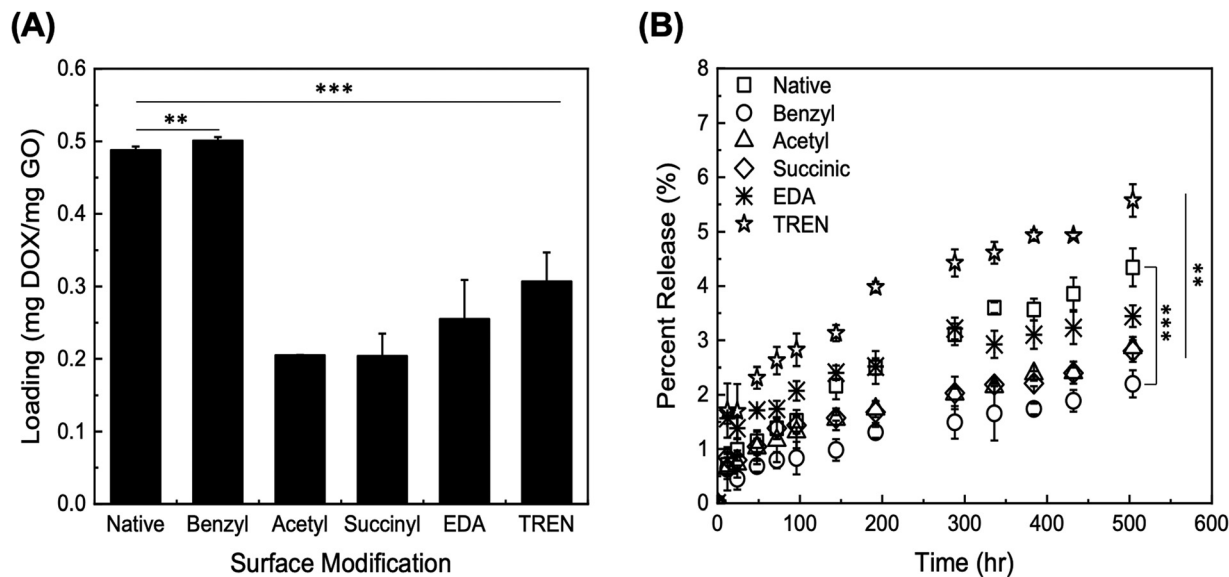 (A)
0.6
0.5
0.4
0.3
0.2
0.1
0.0
Loading (mg DOX/mg GO)
***
**
Native Benzyl Acetyl Succinyl EDA TREN
Surface Modification
(B)
8
7
6
5
4
3
2
1
0
Percent Release (%)
Native
Benzyl
Acetyl
Succinic
EDA
TREN
**
***
0 100 200 300 400 500 600
Time (hr)